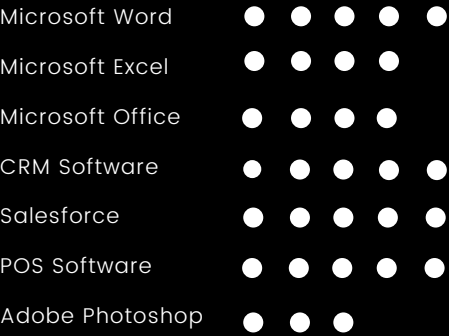 Microsoft Word
Microsoft Excel
Microsoft Office
CRM Software
Salesforce
POS Software
Adobe Photoshop